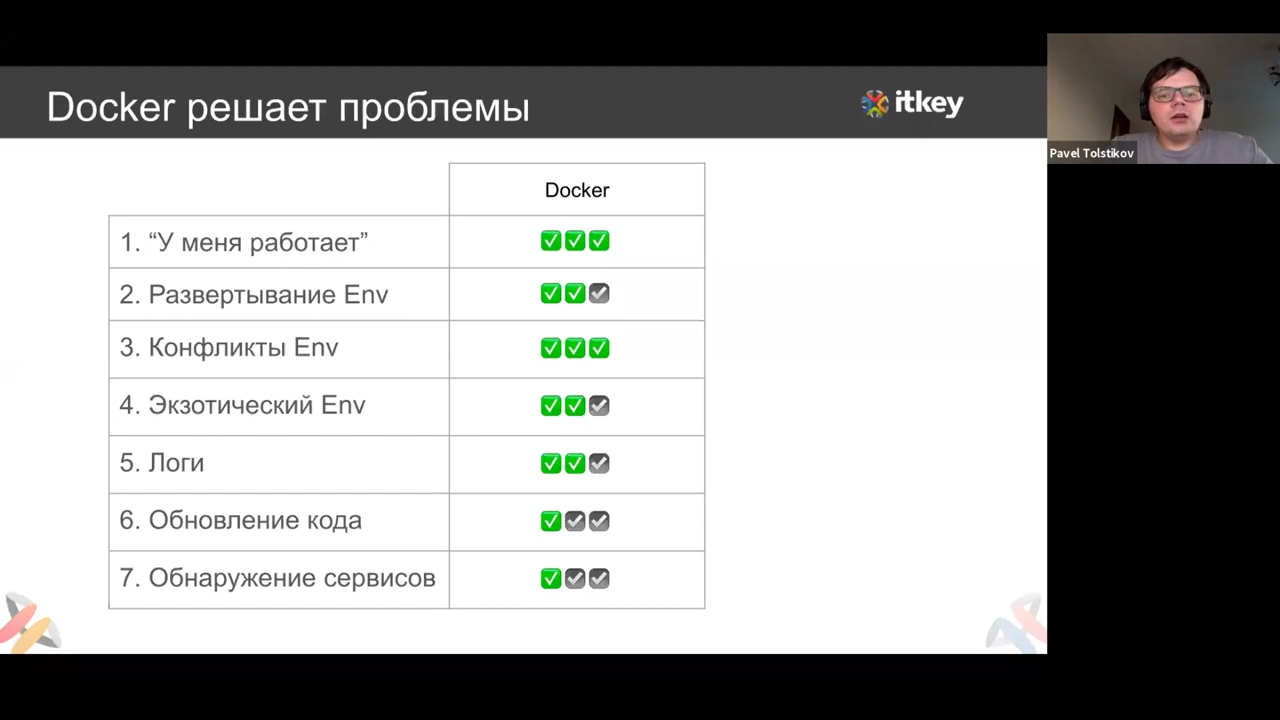 Docker решает проблемы
itkey
Pavel Tolstikov
Docker
1. “У меня работает”
2. Развертывание Env
3. Конфликты Env
4. Экзотический Env
5. Логи
6. Обновление кода
7. Обнаружение сервисов